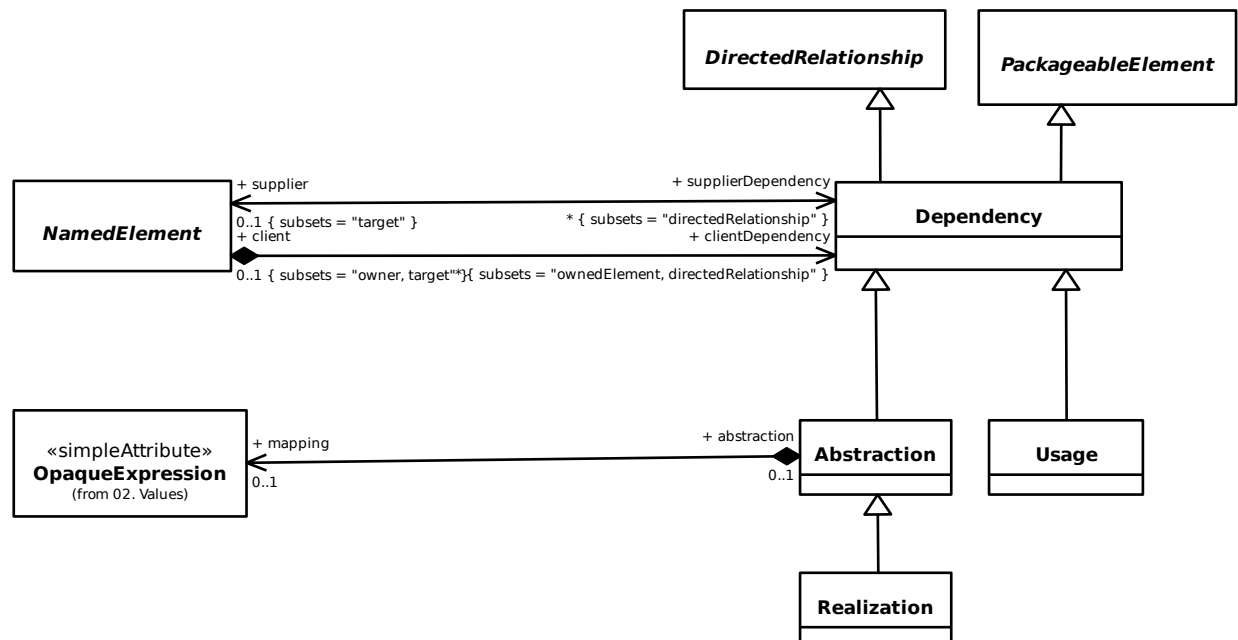 DirectedRelationship
PackageableElement
+ supplier
+ supplierDependency
NamedElement
Dependency
0..1 { subsets = "target" }
* { subsets = "directedRelationship" }
+ client
+ clientDependency
0..1 { subsets = "owner, target" }
* { subsets = "ownedElement, directedRelationship" }
«simpleAttribute»
OpaqueExpression
(from 02. Values)
+ mapping
0..1
+ abstraction
0..1
Abstraction
Usage
Realization